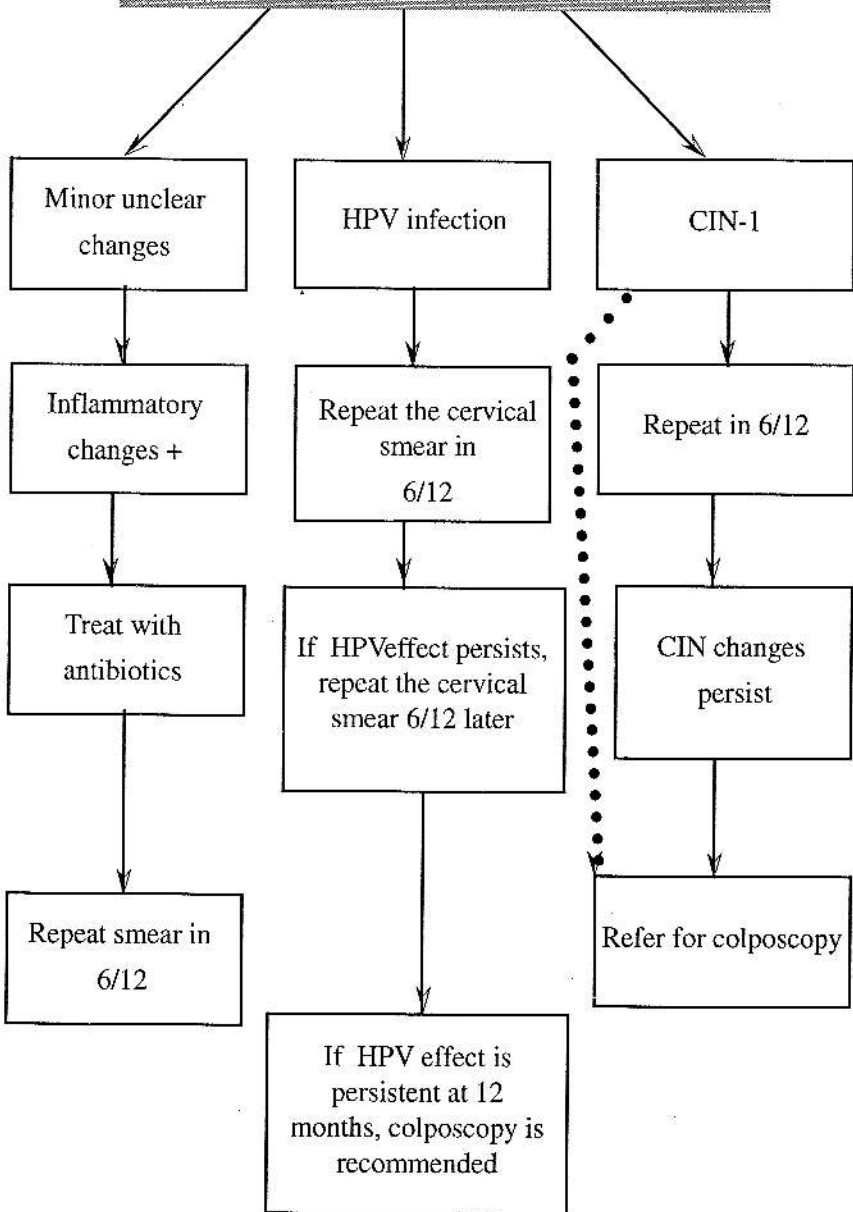 Minor unclear
changes
Inflammatory
changes +
Treat with
antibiotics
Repeat smear in
6/12
HPV infection
Repeat the cervical
smear in
6/12
If HPVeffect persists,
repeat the cervical
smear 6/12 later
If HPV effect is
persistent at 12
months, colposcopy is
recommended
CIN-1
Repeat in 6/12
CIN changes
persist
Refer for colposcopy